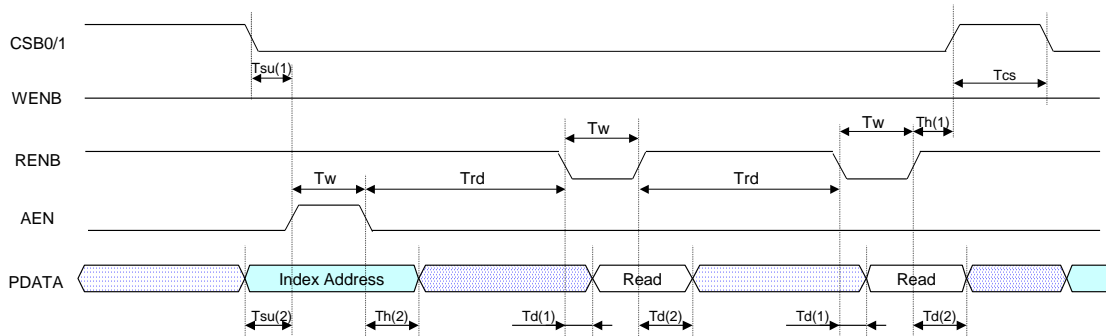 CSB0/1
Tsu(1)
Tcs
WENB
Tw
Tw
Th(1)
RENB
Tw
Trd
Trd
AEN
PDATA
Index Address
Read
Read
Tsu(2)
Th(2)
Td(1)
Td(2)
Td(1)
Td(2)